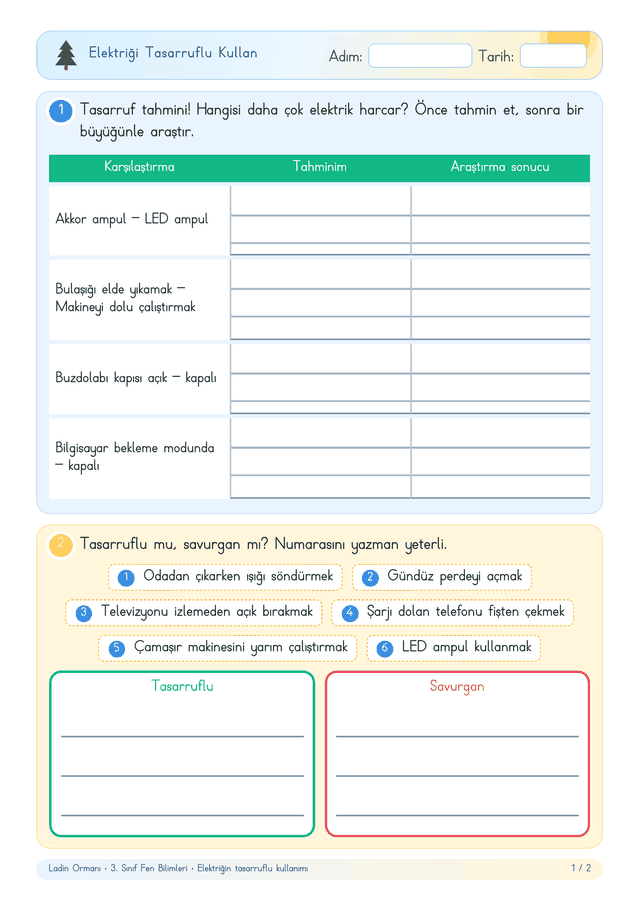 Elektriği Tasarruflu Kullan
Adım:
Tarih:
1 Tasarruf tahmini! Hangisi daha çok elektrik harcar? Önce tahmin et, sonra bir
büyüğünle araştır.
Karşılaştırma Tahminim Araştırma sonucu
Akkor ampul – LED ampul
Bulaşığı elde yıkamak –
Makineyi dolu çalıştırmak
Buzdolabı kapısı açık – kapalı
Bilgisayar bekleme modunda
– kapalı
2 Tasarruflu mu, savurgan mı? Numarasını yazman yeterli.
1 Odadan çıkarken ışığı söndürmek 2 Gündüz perdeyi açmak
3 Televizyonu izlemeden açık bırakmak 4 Şarjı dolan telefonu fişten çekmek
5 Çamaşır makinesini yarım çalıştırmak 6 LED ampul kullanmak
Tasarruflu Savurgan
Ladin Ormanı • 3. Sınıf Fen Bilimleri • Elektriğin tasarruflu kullanımı 1 / 2